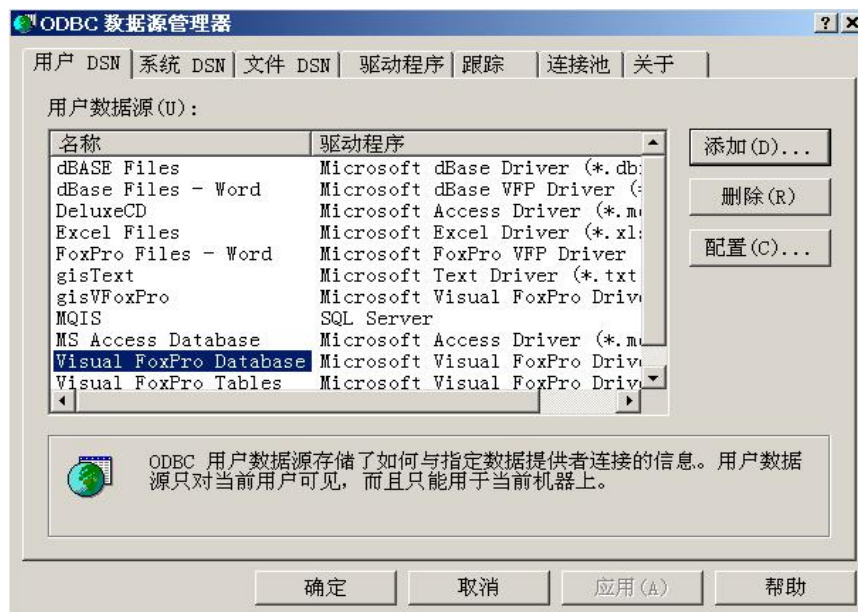 ODBC 数据源管理器
用户 DSN 系统 DSN 文件 DSN 驱动程序 跟踪 连接池 关于
用户数据源(U):
名称 驱动程序
dBASE Files Microsoft dBase Driver (*.db
dBase Files - Word Microsoft dBase VFP Driver (
DeluxeCD Microsoft Access Driver (*.m
Excel Files Microsoft Excel Driver (*.xl
FoxPro Files - Word Microsoft FoxPro VFP Driver
gisText Microsoft Text Driver (*.txt
gisVFoxPro Microsoft Visual FoxPro Driv
MQIS SQL Server
MS Access Database Microsoft Access Driver (*.m
Visual FoxPro Database Microsoft Visual FoxPro Driv
Visual FoxPro Tables Microsoft Visual FoxPro Driv
添加(D)...
删除(R)
配置(C)...
ODBC 用户数据源存储了如何与指定数据提供者连接的信息。用户数据
源只对当前用户可见，而且只能用于当前机器上。
确定 取消 应用(A) 帮助